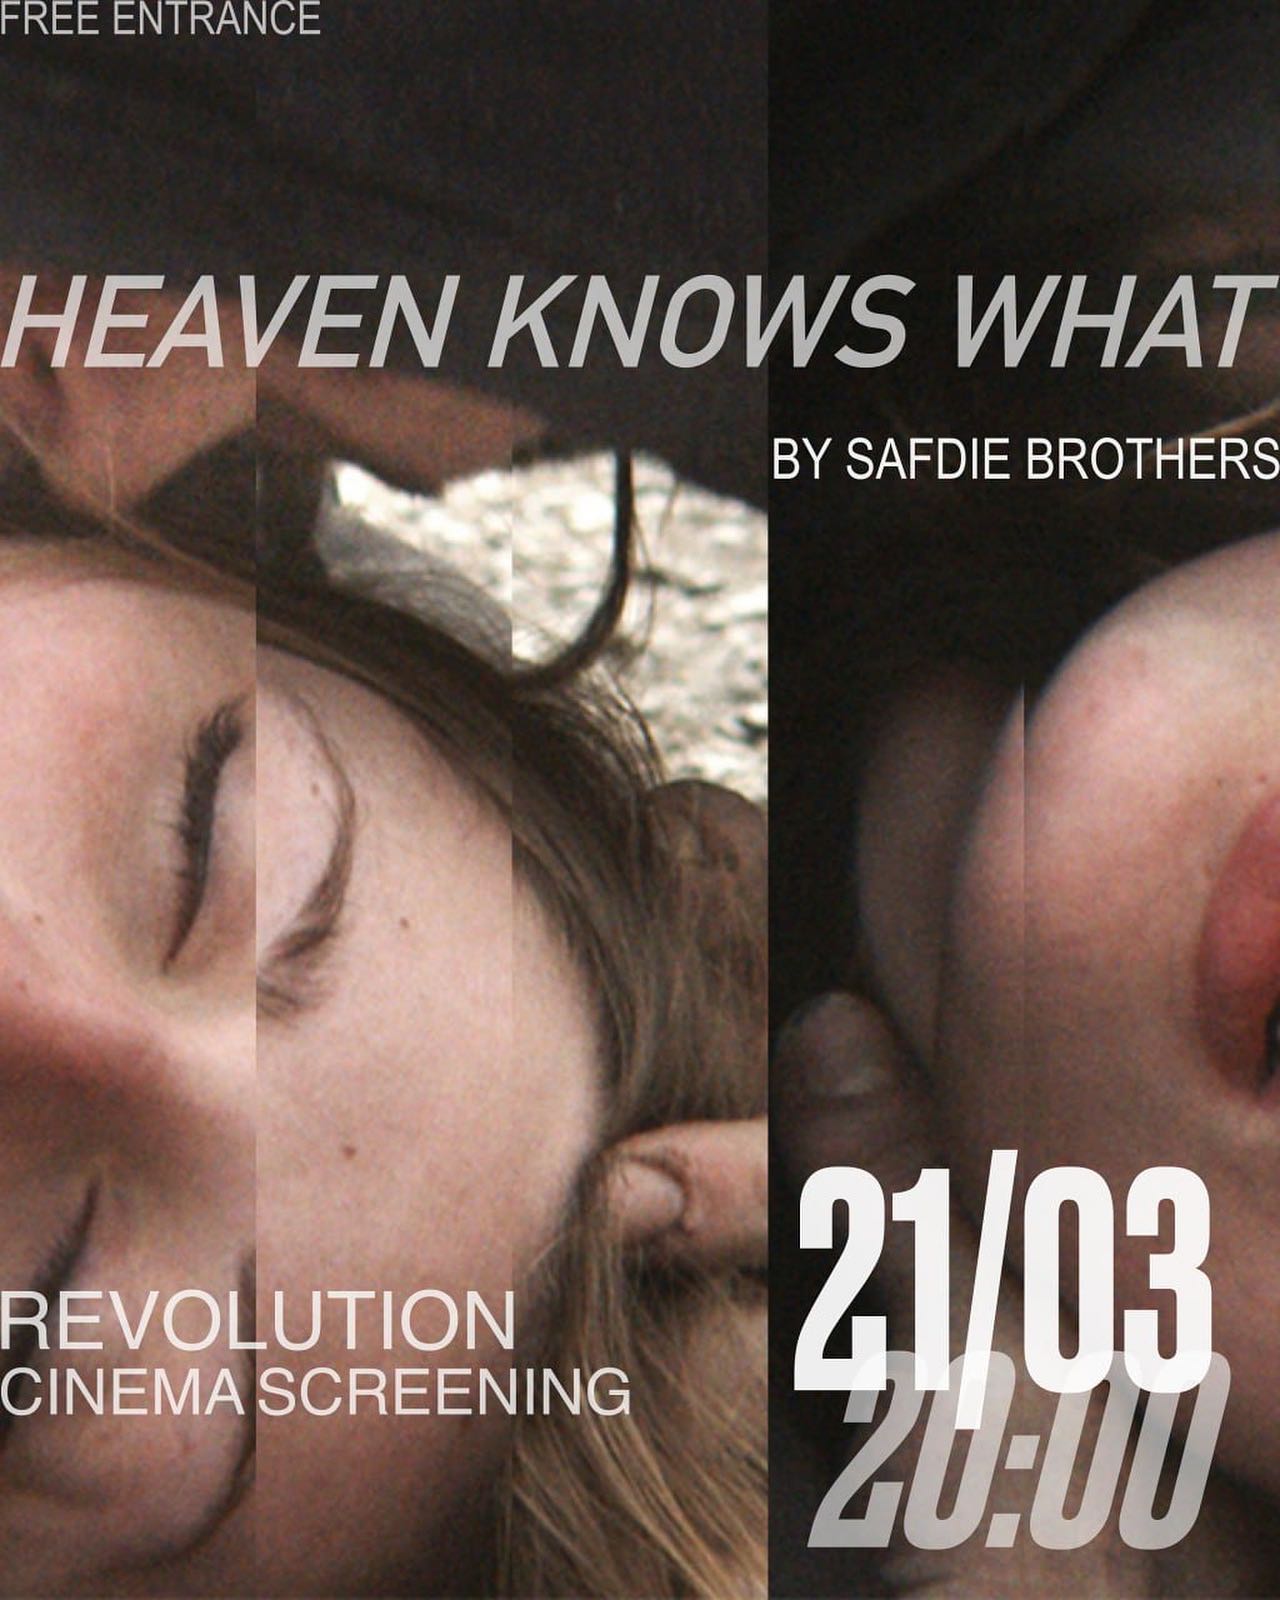 FREE ENTRANCE
HEAVEN KNOWS WHAT
BY SAFDIE BROTHERS
REVOLUTION
CINEMA SCREENING
21/03
20:00